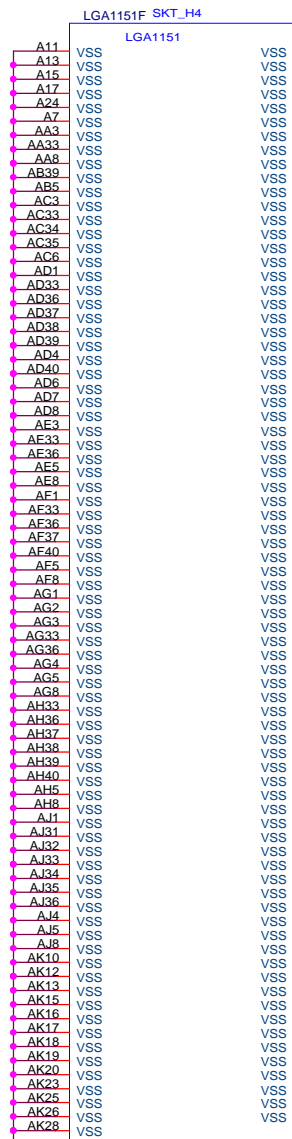 LGA1151F SKT_H4
LGA1151
A11 VSS VSS
A13 VSS VSS
A15 VSS VSS
A17 VSS VSS
A24 VSS VSS
A7 VSS VSS
AA3 VSS VSS
AA33 VSS VSS
AA8 VSS VSS
AB39 VSS VSS
AB5 VSS VSS
AC3 VSS VSS
AC33 VSS VSS
AC34 VSS VSS
AC35 VSS VSS
AC6 VSS VSS
AD1 VSS VSS
AD33 VSS VSS
AD36 VSS VSS
AD37 VSS VSS
AD38 VSS VSS
AD39 VSS VSS
AD4 VSS VSS
AD40 VSS VSS
AD6 VSS VSS
AD7 VSS VSS
AD8 VSS VSS
AE3 VSS VSS
AE33 VSS VSS
AE36 VSS VSS
AE5 VSS VSS
AE8 VSS VSS
AF1 VSS VSS
AF33 VSS VSS
AF36 VSS VSS
AF37 VSS VSS
AF40 VSS VSS
AF5 VSS VSS
AF8 VSS VSS
AG1 VSS VSS
AG2 VSS VSS
AG3 VSS VSS
AG33 VSS VSS
AG36 VSS VSS
AG4 VSS VSS
AG5 VSS VSS
AG8 VSS VSS
AH33 VSS VSS
AH36 VSS VSS
AH37 VSS VSS
AH38 VSS VSS
AH39 VSS VSS
AH40 VSS VSS
AH5 VSS VSS
AH8 VSS VSS
AJ1 VSS VSS
AJ31 VSS VSS
AJ32 VSS VSS
AJ33 VSS VSS
AJ34 VSS VSS
AJ35 VSS VSS
AJ36 VSS VSS
AJ4 VSS VSS
AJ5 VSS VSS
AJ8 VSS VSS
AK10 VSS VSS
AK12 VSS VSS
AK13 VSS VSS
AK15 VSS VSS
AK16 VSS VSS
AK17 VSS VSS
AK18 VSS VSS
AK19 VSS VSS
AK20 VSS VSS
AK23 VSS VSS
AK25 VSS VSS
AK26 VSS VSS
AK28 VSS